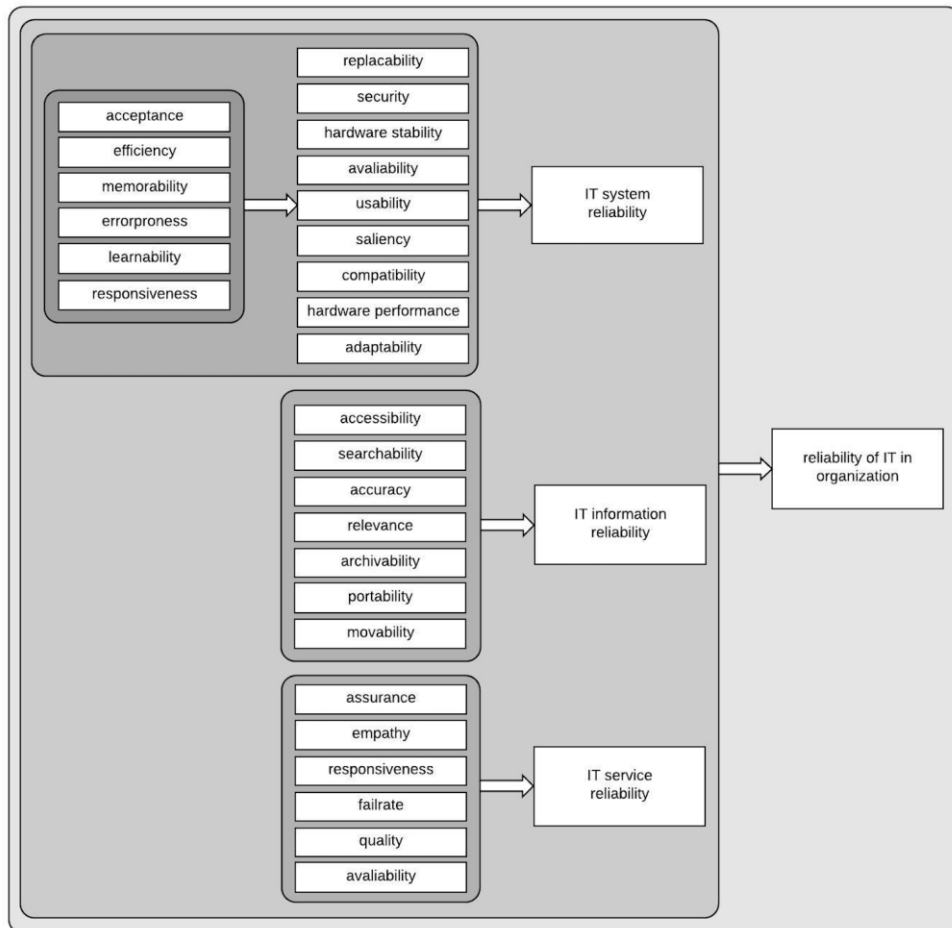 acceptance
efficiency
memorability
errorproness
learnability
responsiveness
replacability
security
hardware stability
avaliability
usability
saliency
compatibility
hardware performance
adaptability
IT system
reliability
accessibility
searchability
accuracy
relevance
archivability
portability
movability
IT information
reliability
assurance
empathy
responsiveness
failrate
quality
avaliability
IT service
reliability
reliability of IT in
organization